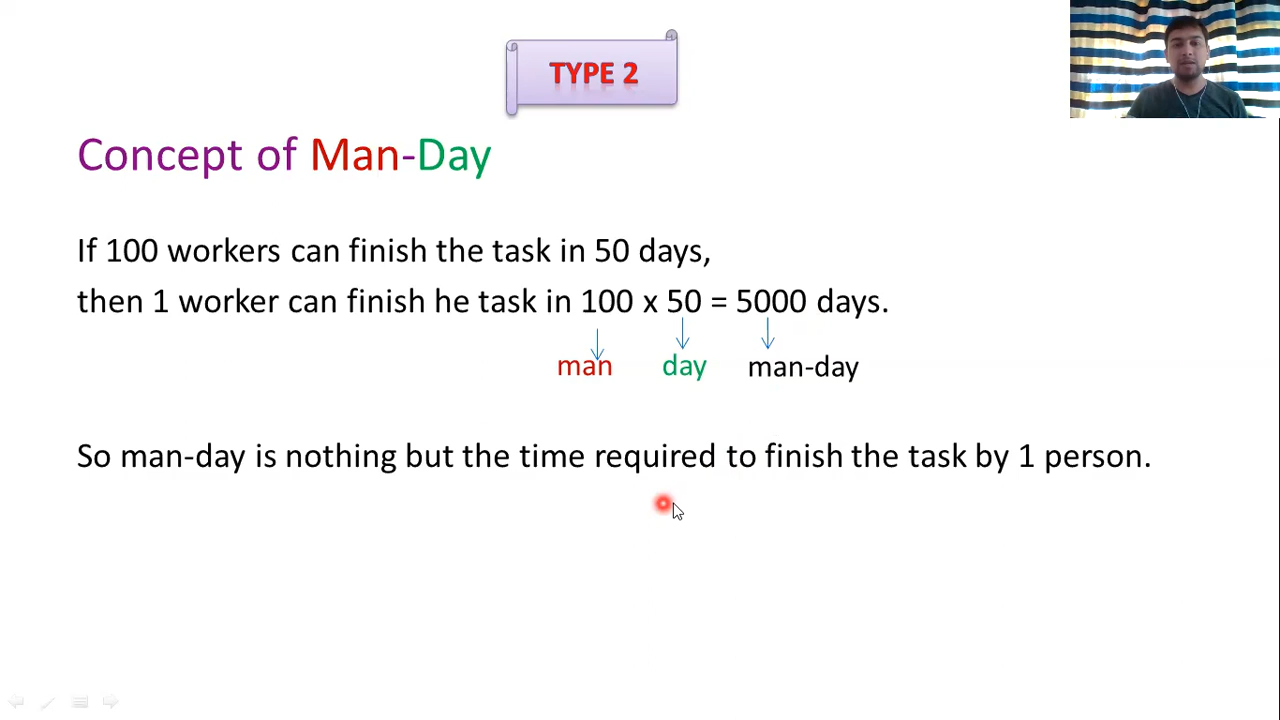 TYPE 2
Concept of Man-Day
If 100 workers can finish the task in 50 days,
then 1 worker can finish he task in 100 x 50 = 5000 days.
man day man-day
So man-day is nothing but the time required to finish the task by 1 person.